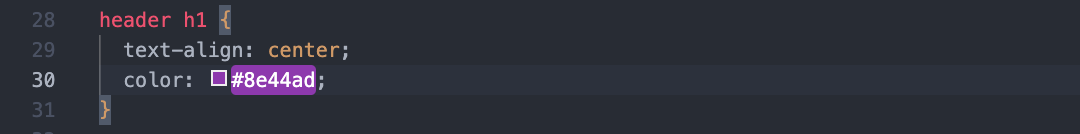 28 header h1 {
29 text-align: center;
30 color: #8e44ad;
31 }